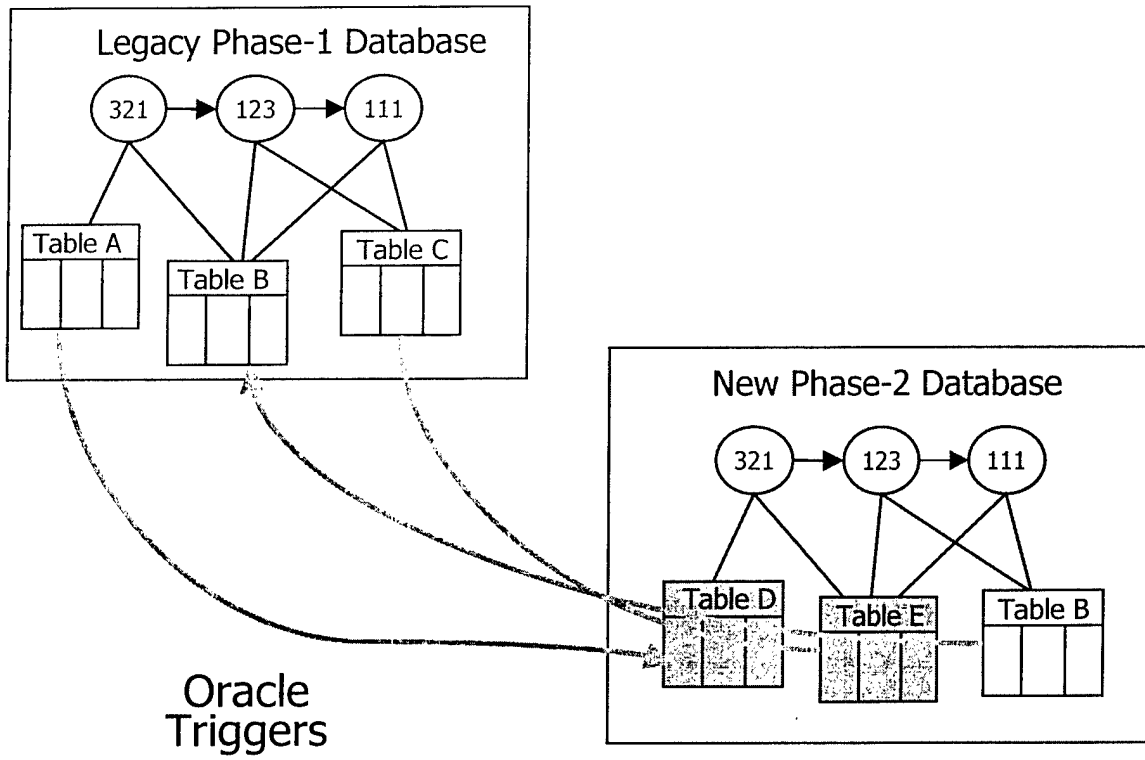 Legacy Phase-1 Database
321
123
111
Table A
Table B
Table C
New Phase-2 Database
321
123
111
Table D
Table E
Table B
Oracle
Triggers